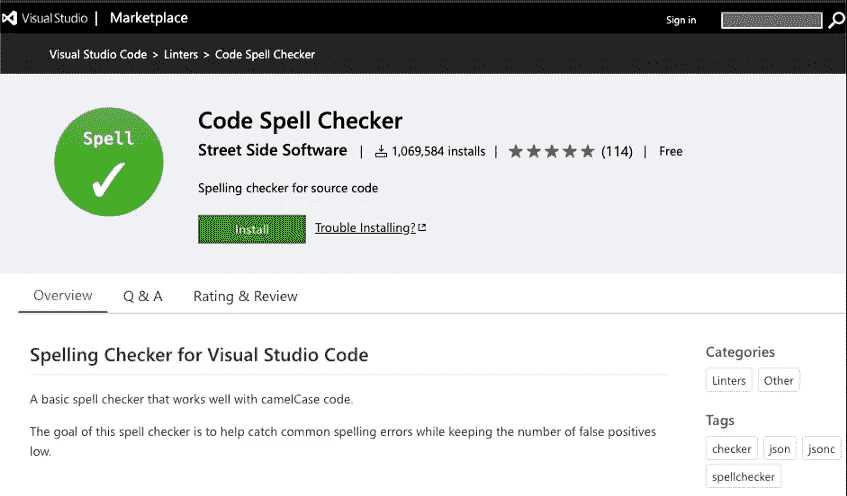 Visual Studio | Marketplace
Sign in
Visual Studio Code > Linters > Code Spell Checker
Spell
Code Spell Checker
Street Side Software | 1,069,584 installs | (114) | Free
Spelling checker for source code
Install Trouble Installing?
Overview Q & A Rating & Review
Spelling Checker for Visual Studio Code
A basic spell checker that works well with camelCase code.
The goal of this spell checker is to help catch common spelling errors while keeping the number of false positives
low.
Categories
Linters Other
Tags
checker json jsonc
spellchecker